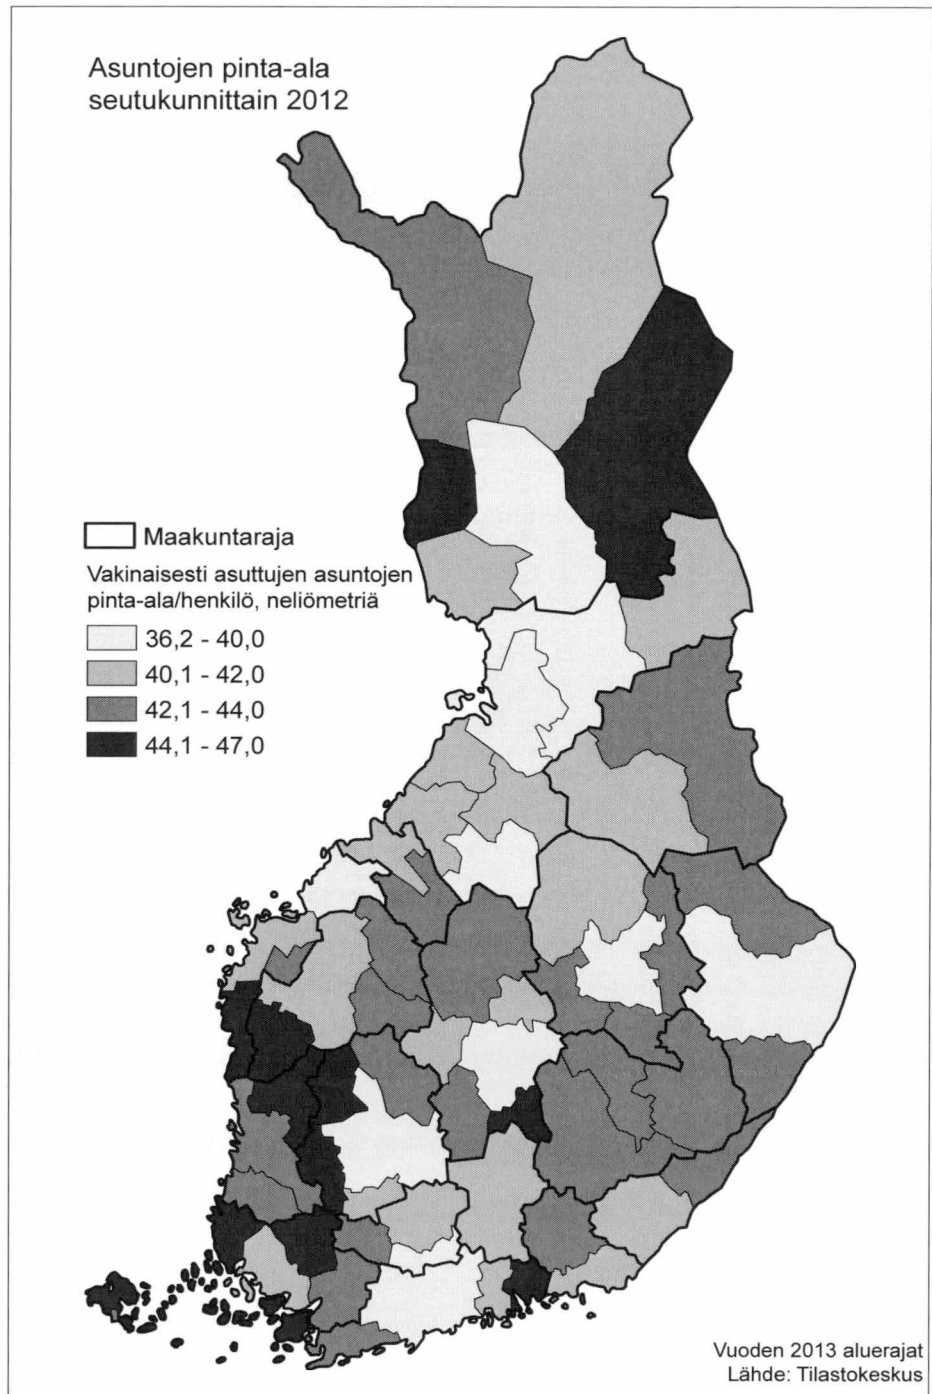 Asuntojen pinta-ala
seutukunnittain 2012
Maakuntaraja
Vakinaisesti asuttujen asuntojen
pinta-ala/henkilö, neliömetriä
36,2 - 40,0
40,1 - 42,0
42,1 - 44,0
44,1 - 47,0
Vuoden 2013 aluerajat
Lähde: Tilastokeskus